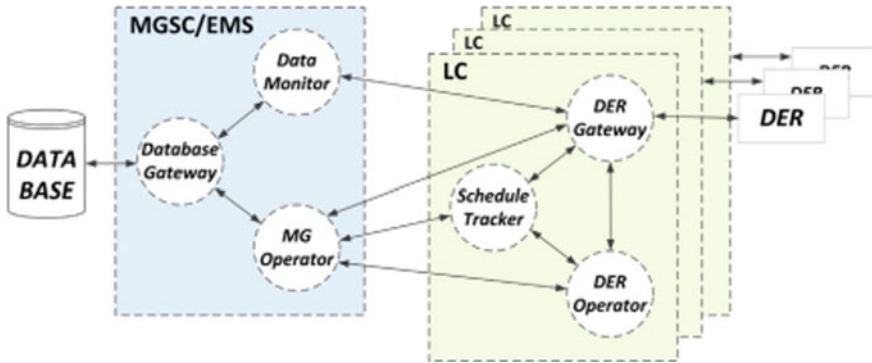 MGSC/EMS
Data
Monitor
Database
Gateway
MG
Operator
DATA
BASE
LC
LC
LC
DER
Gateway
Schedule
Tracker
DER
Operator
DER
DER
DER